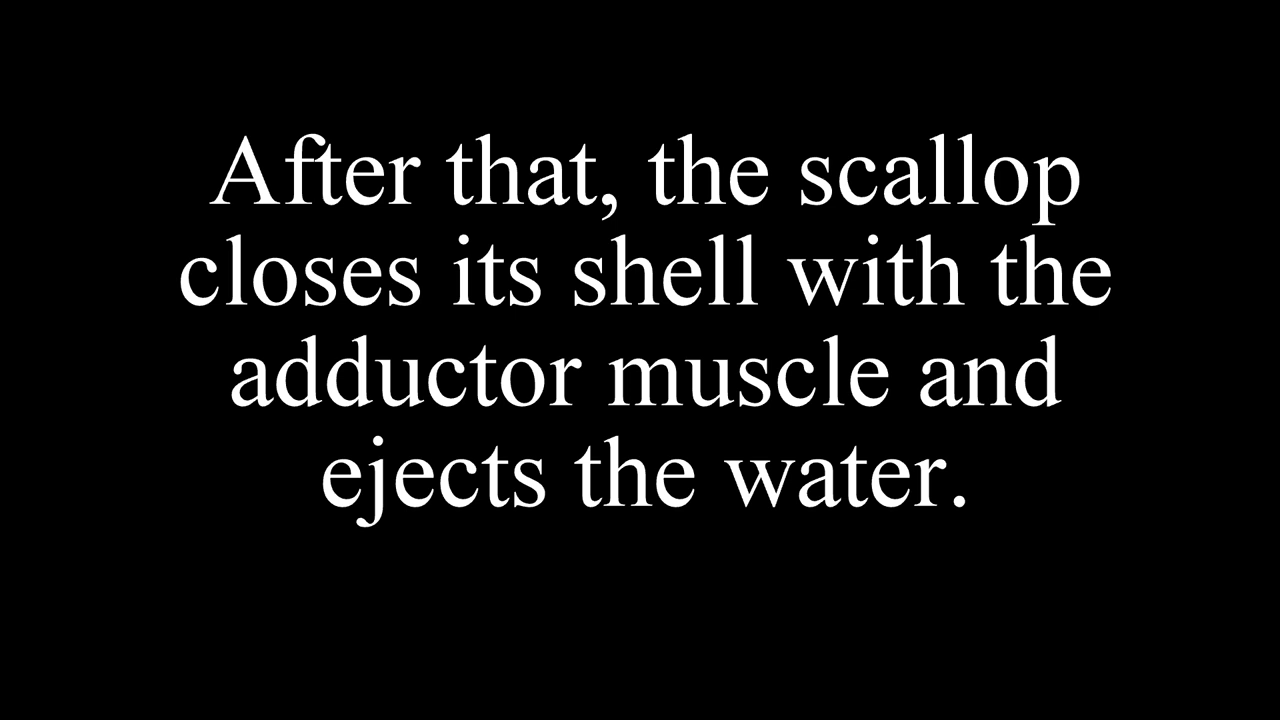 After that, the scallop
closes its shell with the
adductor muscle and
ejects the water.